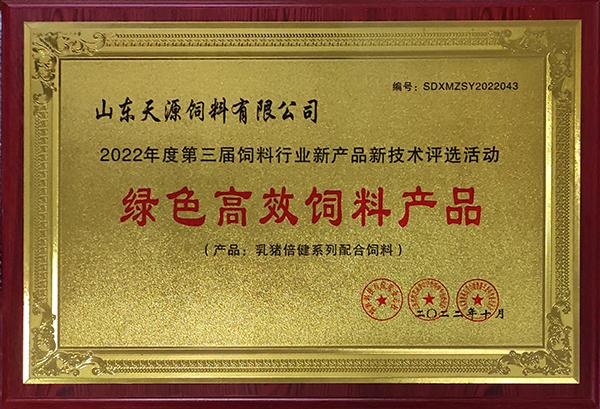 编号：SDXMZSY2022043
山东天源饲料有限公司
2022年度第三届饲料行业新产品新技术评选活动
绿色高效饲料产品
（产品：乳猪倍健系列配合饲料）
二〇二二年十月